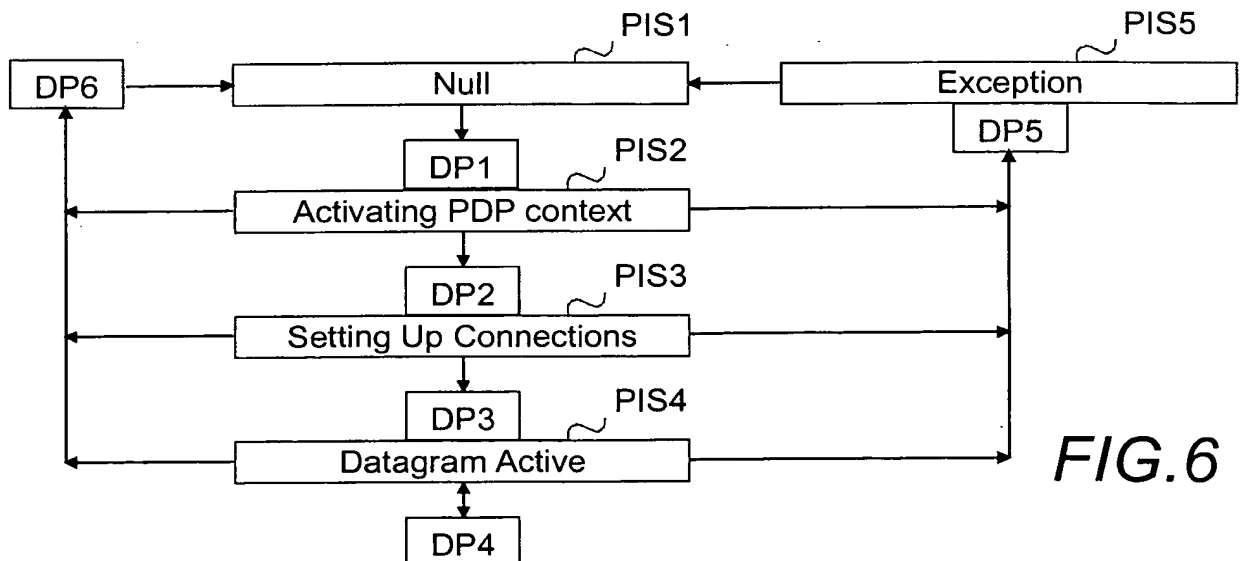 PIS1
PIS5
DP6
Null
Exception
DP5
DP1
PIS2
Activating PDP context
DP2
PIS3
Setting Up Connections
DP3
PIS4
Datagram Active
FIG.6
DP4